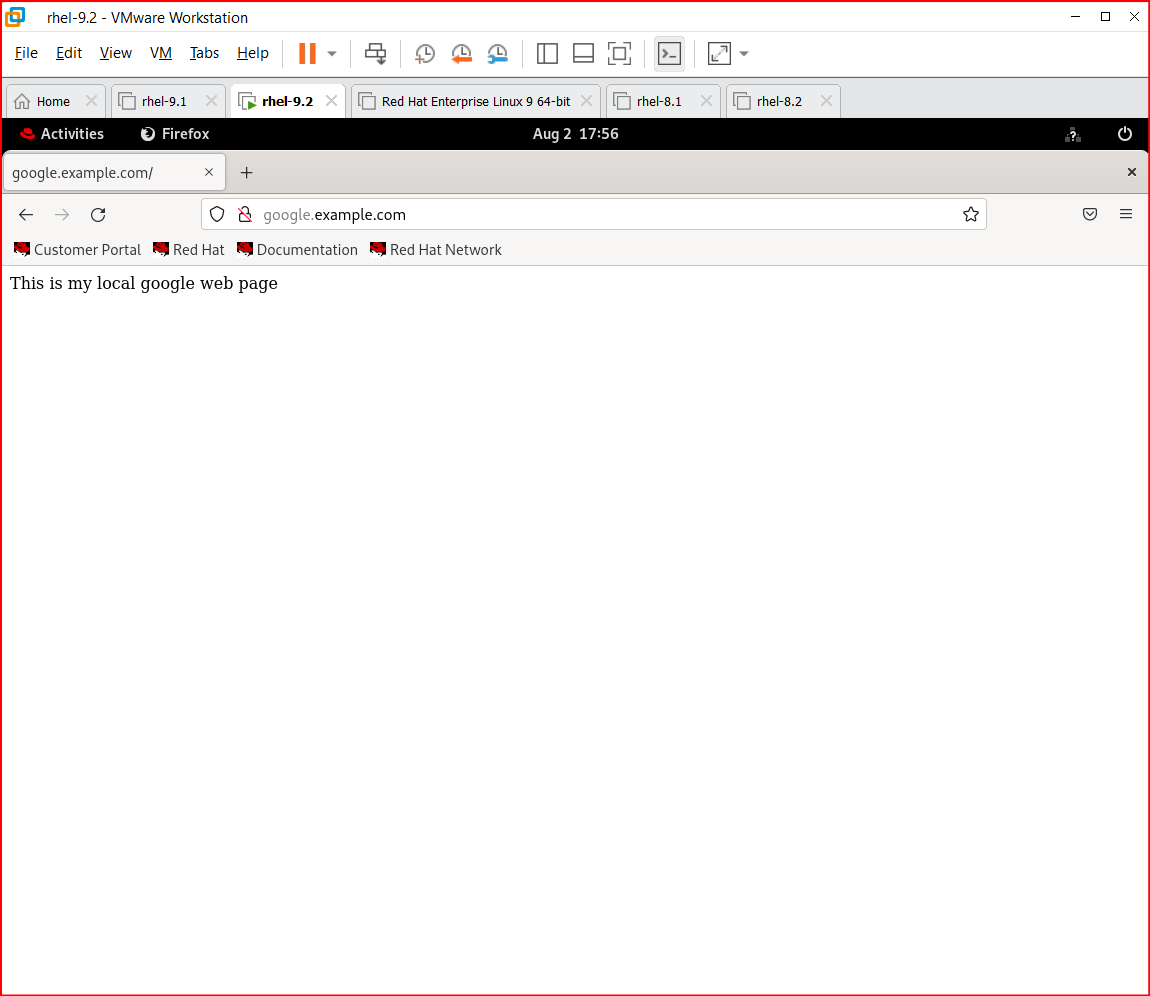 rhel-9.2 - VMware Workstation
File Edit View VM Tabs Help
Home rhel-9.1 rhel-9.2 Red Hat Enterprise Linux 9 64-bit rhel-8.1 rhel-8.2
Activities Firefox Aug 2 17:56
google.example.com/
google.example.com
Customer Portal Red Hat Documentation Red Hat Network
This is my local google web page